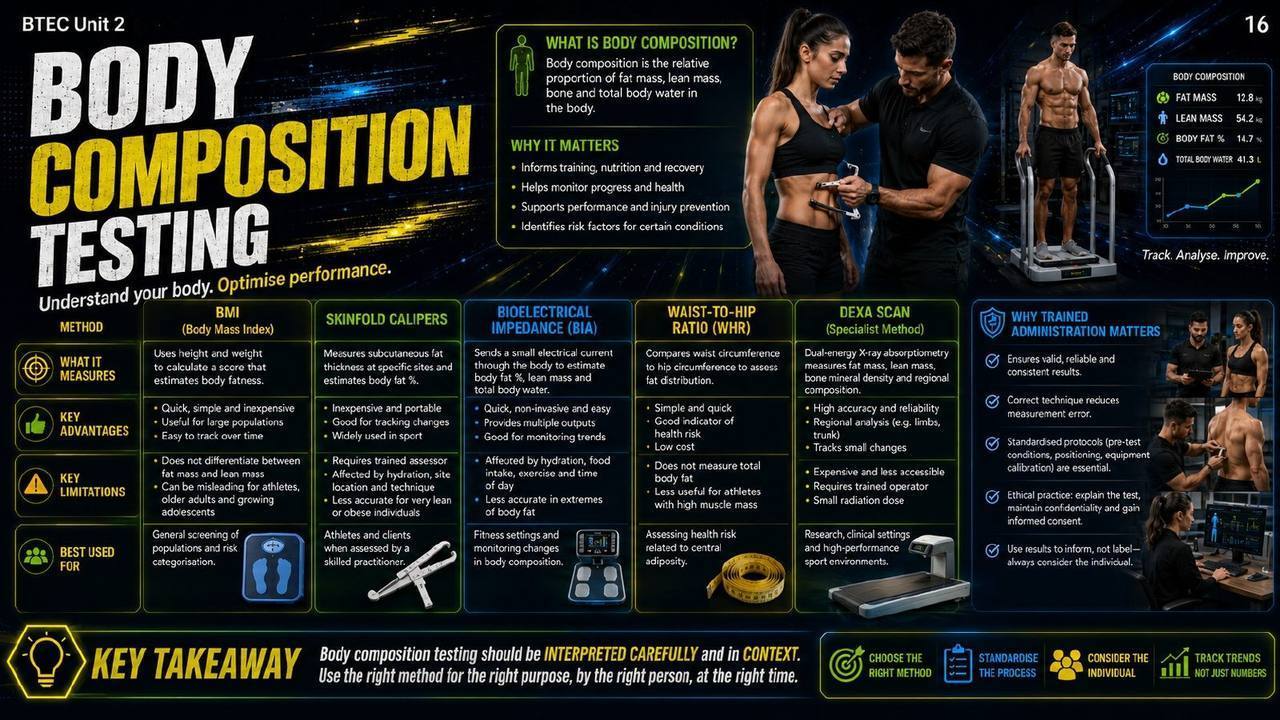 BTEC Unit 2
16
BODY
COMPOSITION
TESTING
Understand your body. Optimise performance.
WHAT IS BODY COMPOSITION?
Body composition is the relative
proportion of fat mass, lean mass,
bone and total body water in
the body.
WHY IT MATTERS
• Informs training, nutrition and recovery
• Helps monitor progress and health
• Supports performance and injury prevention
• Identifies risk factors for certain conditions
BODY COMPOSITION
FAT MASS 12.8 kg
LEAN MASS 54.2 kg
BODY FAT % 14.7 %
TOTAL BODY WATER 41.3 L
Track. Analyse. Improve.
METHOD
BMI
(Body Mass Index)
SKINFOLD CALIPERS
BIOELECTRICAL
IMPEDANCE (BIA)
WAIST-TO-HIP
RATIO (WHR)
DEXA SCAN
(Specialist Method)
WHAT IT
MEASURES
Uses height and weight
to calculate a score that
estimates body fatness.
Measures subcutaneous fat
thickness at specific sites and
estimates body fat %.
Sends a small electrical current
through the body to estimate
body fat %, lean mass and
total body water.
Compares waist circumference
to hip circumference to assess
fat distribution.
Dual-energy X-ray absorptiometry
measures fat mass, lean mass,
bone mineral density and regional
composition.
KEY
ADVANTAGES
• Quick, simple and inexpensive
• Useful for large populations
• Easy to track over time
• Inexpensive and portable
• Good for tracking changes
• Widely used in sport
• Quick, non-invasive and easy
• Provides multiple outputs
• Good for monitoring trends
• Simple and quick
• Good indicator of
health risk
• Low cost
• High accuracy and reliability
• Regional analysis (e.g. limbs,
trunk)
• Tracks small changes
KEY
LIMITATIONS
• Does not differentiate between
fat mass and lean mass
• Can be misleading for athletes,
older adults and growing
adolescents
• Requires trained assessor
• Affected by hydration, site
location and technique
• Less accurate for very lean
or obese individuals
• Affected by hydration, food
intake, exercise and time
of day
• Less accurate in extremes
of body fat
• Does not measure total
body fat
• Less useful for athletes
with high muscle mass
• Expensive and less accessible
• Requires trained operator
• Small radiation dose
BEST USED
FOR
General screening of
populations and risk
categorisation.
Athletes and clients
when assessed by a
skilled practitioner.
Fitness settings and
monitoring changes
in body composition.
Assessing health risk
related to central
adiposity.
Research, clinical settings
and high-performance
sport environments.
WHY TRAINED
ADMINISTRATION MATTERS
Ensures valid, reliable and
consistent results.
Correct technique reduces
measurement error.
Standardised protocols (pre-test
conditions, positioning, equipment
calibration) are essential.
Ethical practice: explain the test,
maintain confidentiality and gain
informed consent.
Use results to inform, not label—
always consider the individual.
KEY TAKEAWAY
Body composition testing should be INTERPRETED CAREFULLY and in CONTEXT.
Use the right method for the right purpose, by the right person, at the right time.
CHOOSE THE
RIGHT METHOD
STANDARDISE
THE PROCESS
CONSIDER THE
INDIVIDUAL
TRACK TRENDS
NOT JUST NUMBERS